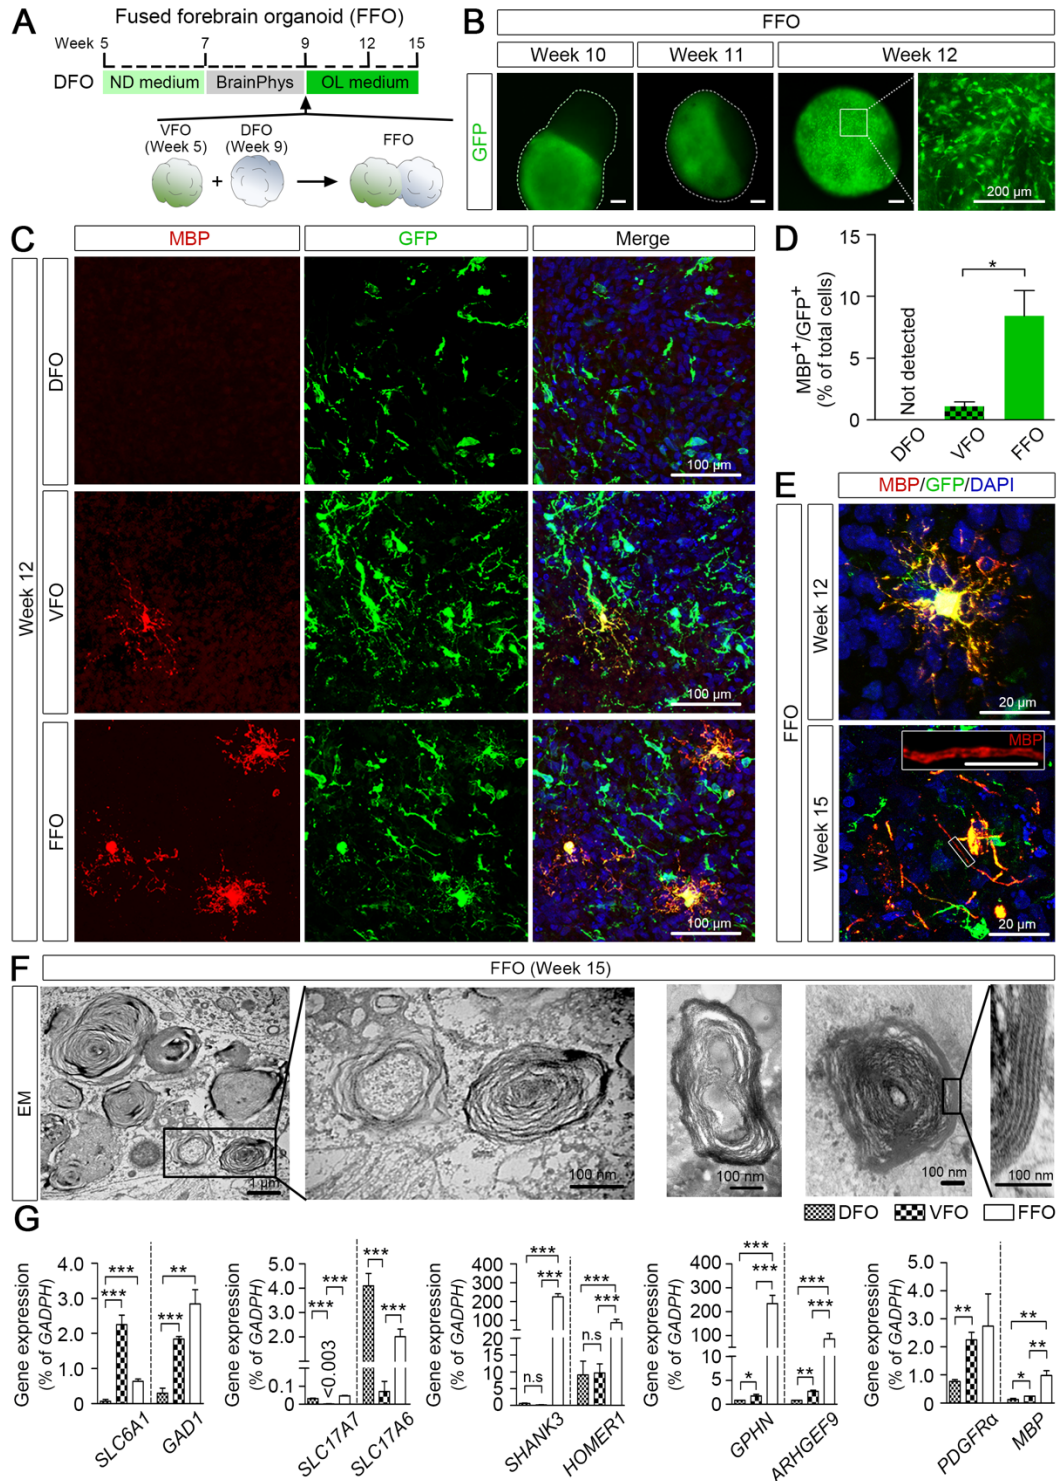 A
Fused forebrain organoid (FFO)
Week 5 7 9 12 15
DFO ND medium BrainPhys OL medium
VFO (Week 5)
+
DFO (Week 9)
FFO
B
FFO
Week 10 Week 11 Week 12
GFP
200 µm
C
MBP GFP Merge
Week 12
DFO
100 µm
VFO
100 µm
FFO
100 µm
D
MBP+/GFP+
(% of total cells)
15
10
5
0
*
Not detected
DFO VFO FFO
E
MBP/GFP/DAPI
FFO
Week 12
20 µm
Week 15
MBP
20 µm
F
FFO (Week 15)
EM
1 µm
100 nm
100 nm
100 nm
100 nm
G
DFO VFO FFO
Gene expression
(% of GADPH)
4.0
3.0
2.0
1.0
0
*** *** *** **
SLC6A1 GAD1
Gene expression
(% of GADPH)
5.0
4.0
3.0
2.0
1.0
0.1
0
*** *** *** ***
<0.003
SLC17A7 SLC17A6
Gene expression
(% of GADPH)
400
300
200
100
20
15
10
5
0
*** *** n.s
*** *** n.s
SHANK3 HOMER1
Gene expression
(% of GADPH)
400
300
200
100
10
5
0
*** *** *
*** *** **
GPHN ARHGEF9
Gene expression
(% of GADPH)
5.0
4.0
3.0
2.0
1.0
0
** ** ** *
PDGFRα MBP